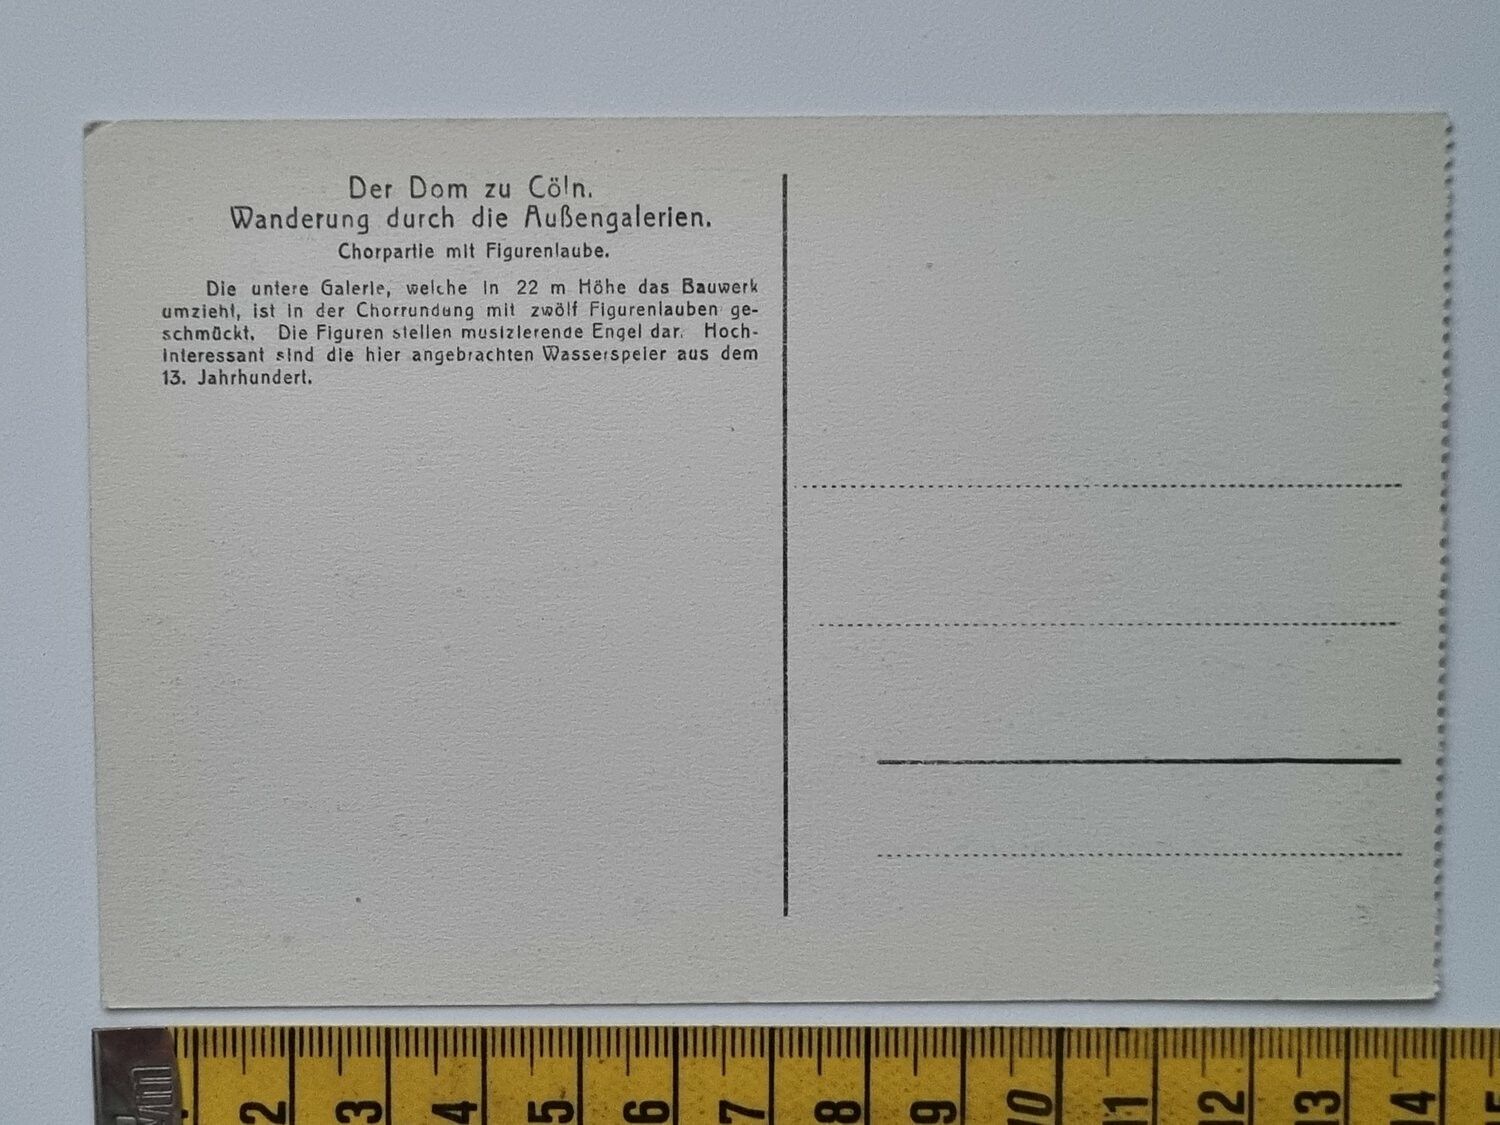 Der Dom zu Cöln.
Wanderung durch die Außengalerien.
Chorpartie mit Figurenlaube.
Die untere Galerie, welche in 22 m Höhe das Bauwerk
umzieht, ist in der Chorrundung mit zwölf Figurenlauben ge-
schmückt. Die Figuren stellen musizierende Engel dar. Hoch-
interessant sind die hier angebrachten Wasserspeier aus dem
13. Jahrhundert.
1 2 3 4 5 6 7 8 9 10 11 12 13 14 15